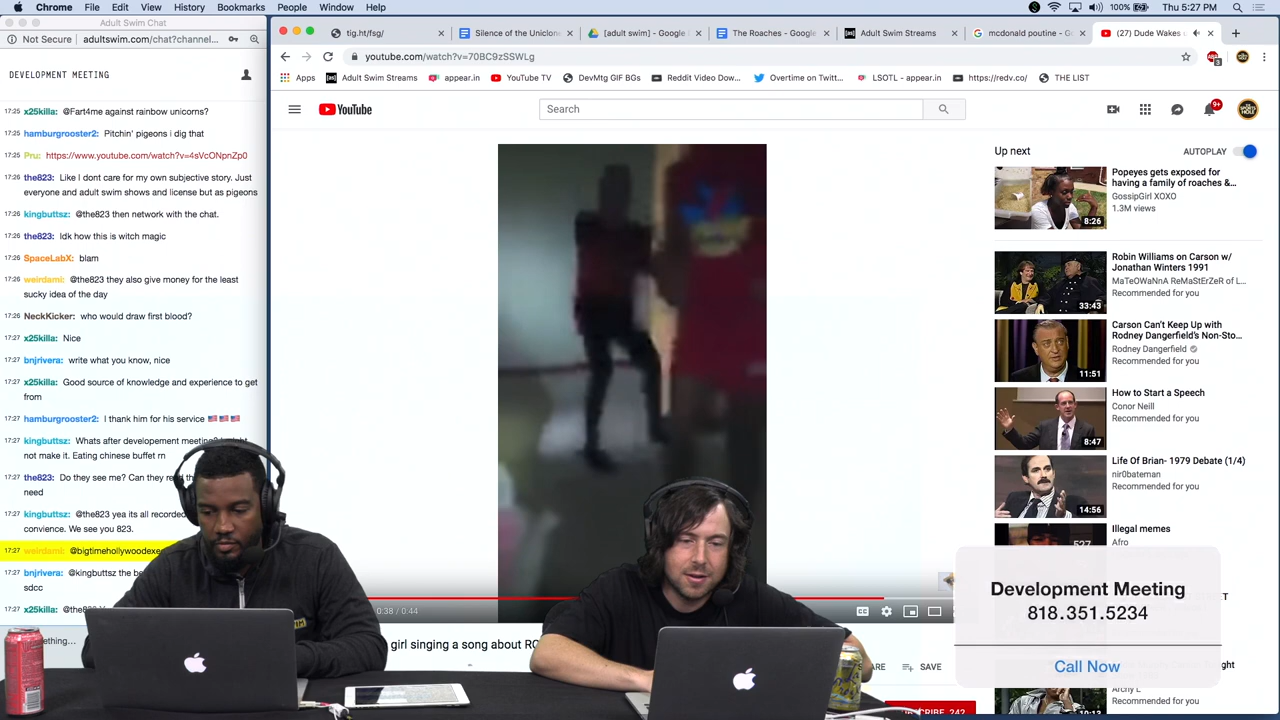 Chrome File Edit View History Bookmarks People Window Help
100% Thu 5:27 PM
Adult Swim Chat
Not Secure adultswim.com/chat?channel...
DEVELOPMENT MEETING
17:25 x25killa: @Fart4me against rainbow unicorns?
17:25 hamburgrooster2: Pitchin' pigeons i dig that
17:25 Pru: https://www.youtube.com/watch?v=4sVcONpnZp0
17:26 the823: Like I dont care for my own subjective story. Just
everyone and adult swim shows and license but as pigeons
17:26 kingbuttsz: @the823 then network with the chat.
17:26 the823: Idk how this is witch magic
17:26 SpaceLabX: blam
17:26 weirdami: @the823 they also give money for the least
sucky idea of the day
17:26 NeckKicker: who would draw first blood?
17:27 x25killa: Nice
17:27 bnjrivera: write what you know, nice
17:27 x25killa: Good source of knowledge and experience to get
from
17:27 hamburgrooster2: I thank him for his service
17:27 kingbuttsz: Whats after developement meeting?
not make it. Eating chinese buffet rn
17:27 the823: Do they see me? Can they
need
17:27 kingbuttsz: @the823 yea its all recorded
convience. We see you 823.
17:27 weirdami: @bigtimehollywoodexe
17:27 bnjrivera: @kingbuttsz the
sdcc
17:27 x25killa:
tig.ht/fsg/
Silence of the Uniclone
[adult swim] - Google
The Roaches - Google
Adult Swim Streams
mcdonald poutine - Go
(27) Dude Wakes u
youtube.com/watch?v=70BC9zSSWLg
Apps Adult Swim Streams appear.in YouTube TV DevMtg GIF BGs Reddit Video Dow... Overtime on Twitt... LSOTL - appear.in https://redv.co/ THE LIST
YouTube
Search
9+
Up next
AUTOPLAY
Popeyes gets exposed for
having a family of roaches &...
GossipGirl XOXO
1.3M views
8:26
Robin Williams on Carson w/
Jonathan Winters 1991
MaTeOWaNnA ReMaStErZeR of L...
Recommended for you
33:43
Carson Can't Keep Up with
Rodney Dangerfield's Non-Sto...
Rodney Dangerfield
Recommended for you
11:51
How to Start a Speech
Conor Neill
Recommended for you
8:47
Life Of Brian- 1979 Debate (1/4)
nir0bateman
Recommended for you
14:56
Illegal memes
Afro
Development Meeting
818.351.5234
Call Now
0:38 / 0:44
girl singing a song about
SAVE
242
Archy L
Recommended for you